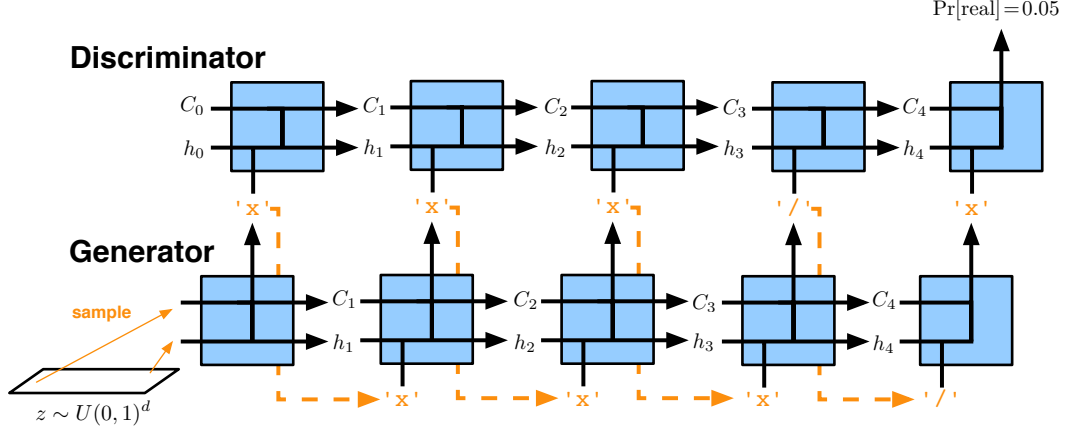 Pr[real]=0.05
Discriminator
C₀ C₁ C₂ C₃ C₄
h₀ h₁ h₂ h₃ h₄
'x' 'x' 'x' '/' 'x'
Generator
sample
C₁ C₂ C₃ C₄
h₁ h₂ h₃ h₄
'x' 'x' 'x' '/'
z ∼ U(0, 1)ᵈ